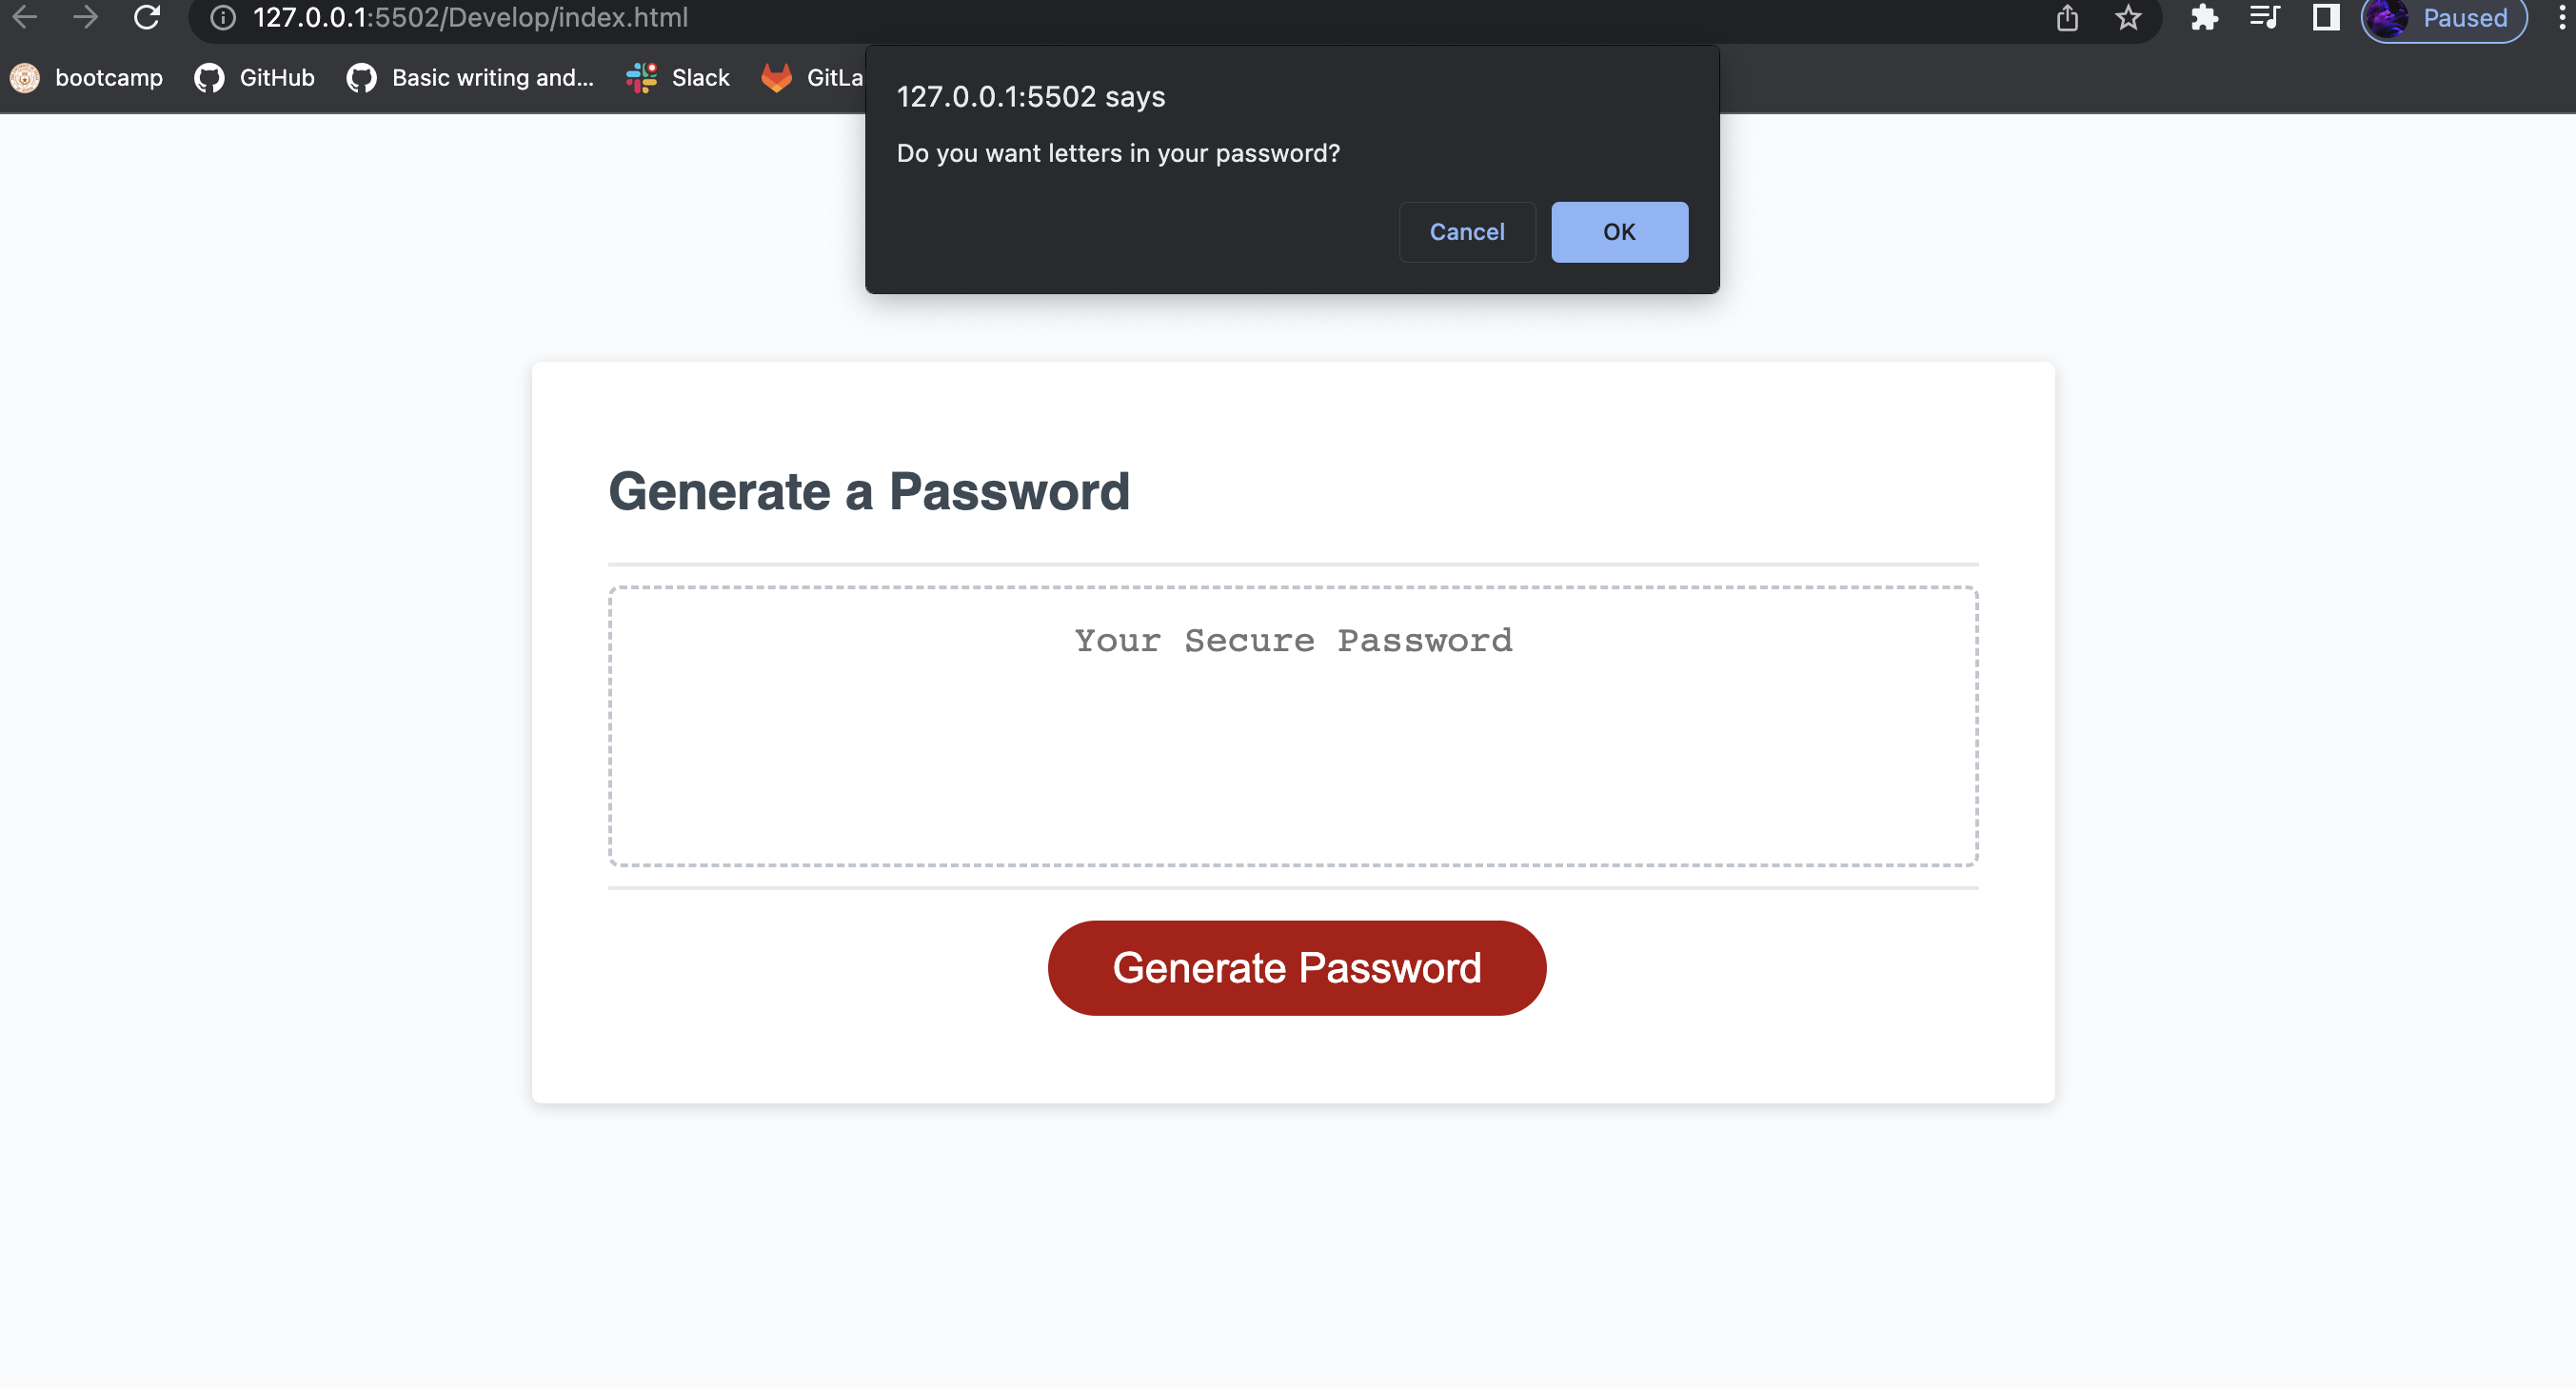 127.0.0.1:5502/Develop/index.html
Paused
bootcamp GitHub Basic writing and... Slack GitLa
127.0.0.1:5502 says
Do you want letters in your password?
Cancel OK
Generate a Password
Your Secure Password
Generate Password